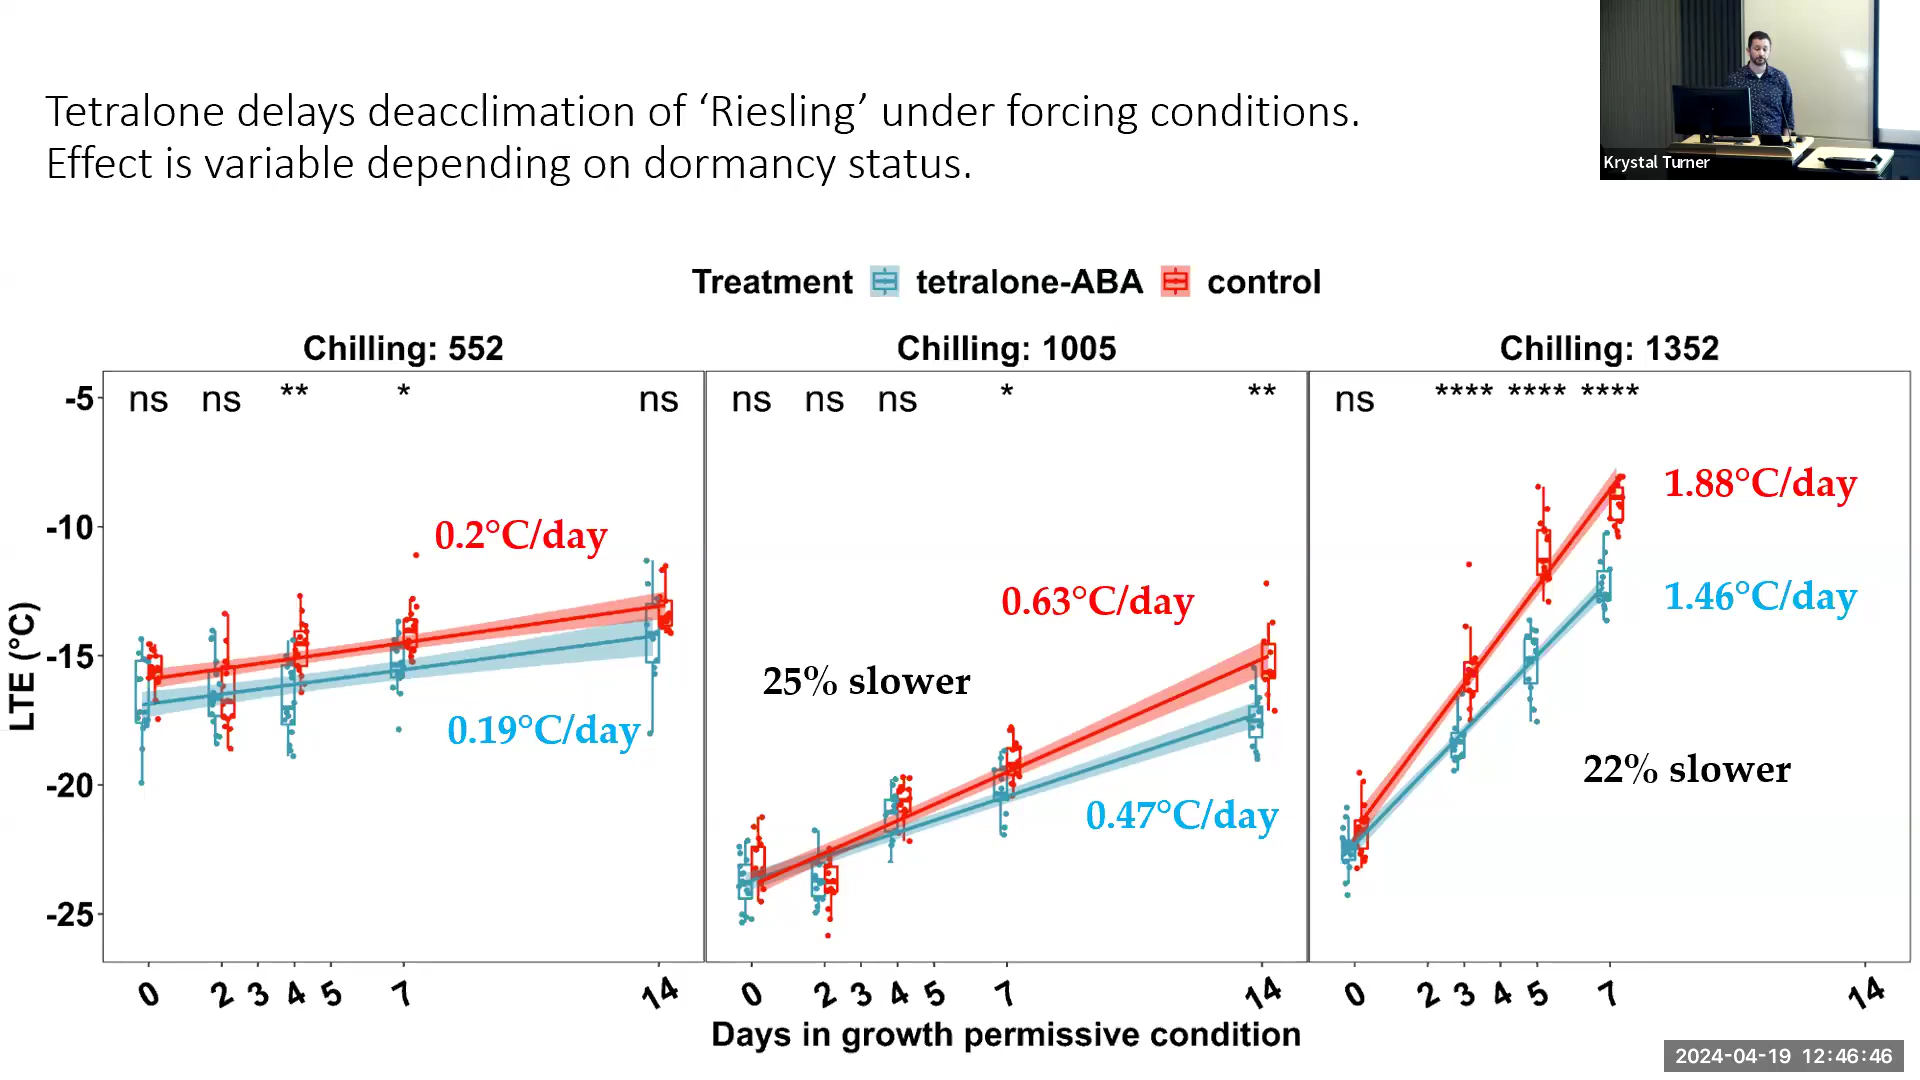 Tetralone delays deacclimation of ‘Riesling’ under forcing conditions.
Effect is variable depending on dormancy status.
Krystal Turner
Treatment tetralone-ABA control
Chilling: 552 Chilling: 1005 Chilling: 1352
ns ns ** * ns ns ns ns * ** ns **** **** ****
-5
-10
-15
-20
-25
LTE (°C)
0.2°C/day
0.19°C/day
0.63°C/day
25% slower
0.47°C/day
1.88°C/day
1.46°C/day
22% slower
0 2 3 4 5 7 14 0 2 3 4 5 7 14 0 2 3 4 5 7 14
Days in growth permissive condition
2024-04-19 12:46:46